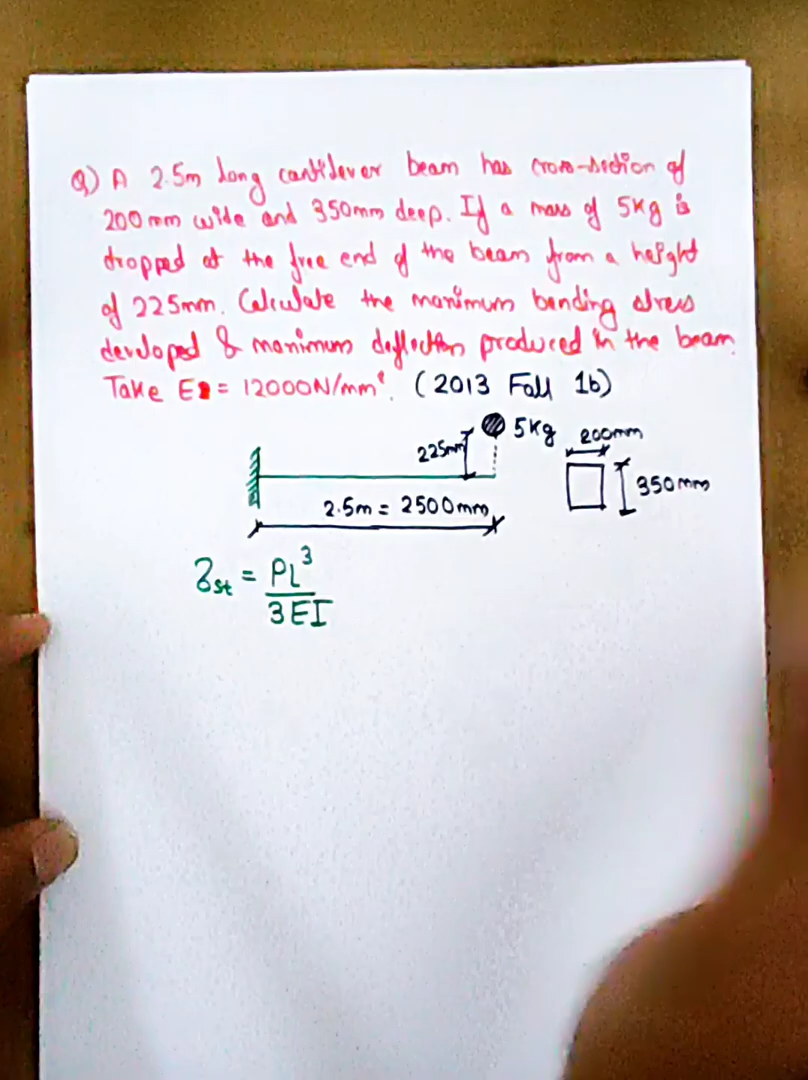 Q) A 2.5m long cantilever beam has cross-section of
200mm wide and 350mm deep. If a mass of 5Kg is
dropped at the free end of the beam from a height
of 225mm. Calculate the maximum bending stress
developed & maximum deflection produced in the beam.
Take E = 12000N/mm². (2013 Fall 1b)
5Kg
225mm
200mm
350mm
2.5m = 2500mm
δst = PL³/3EI